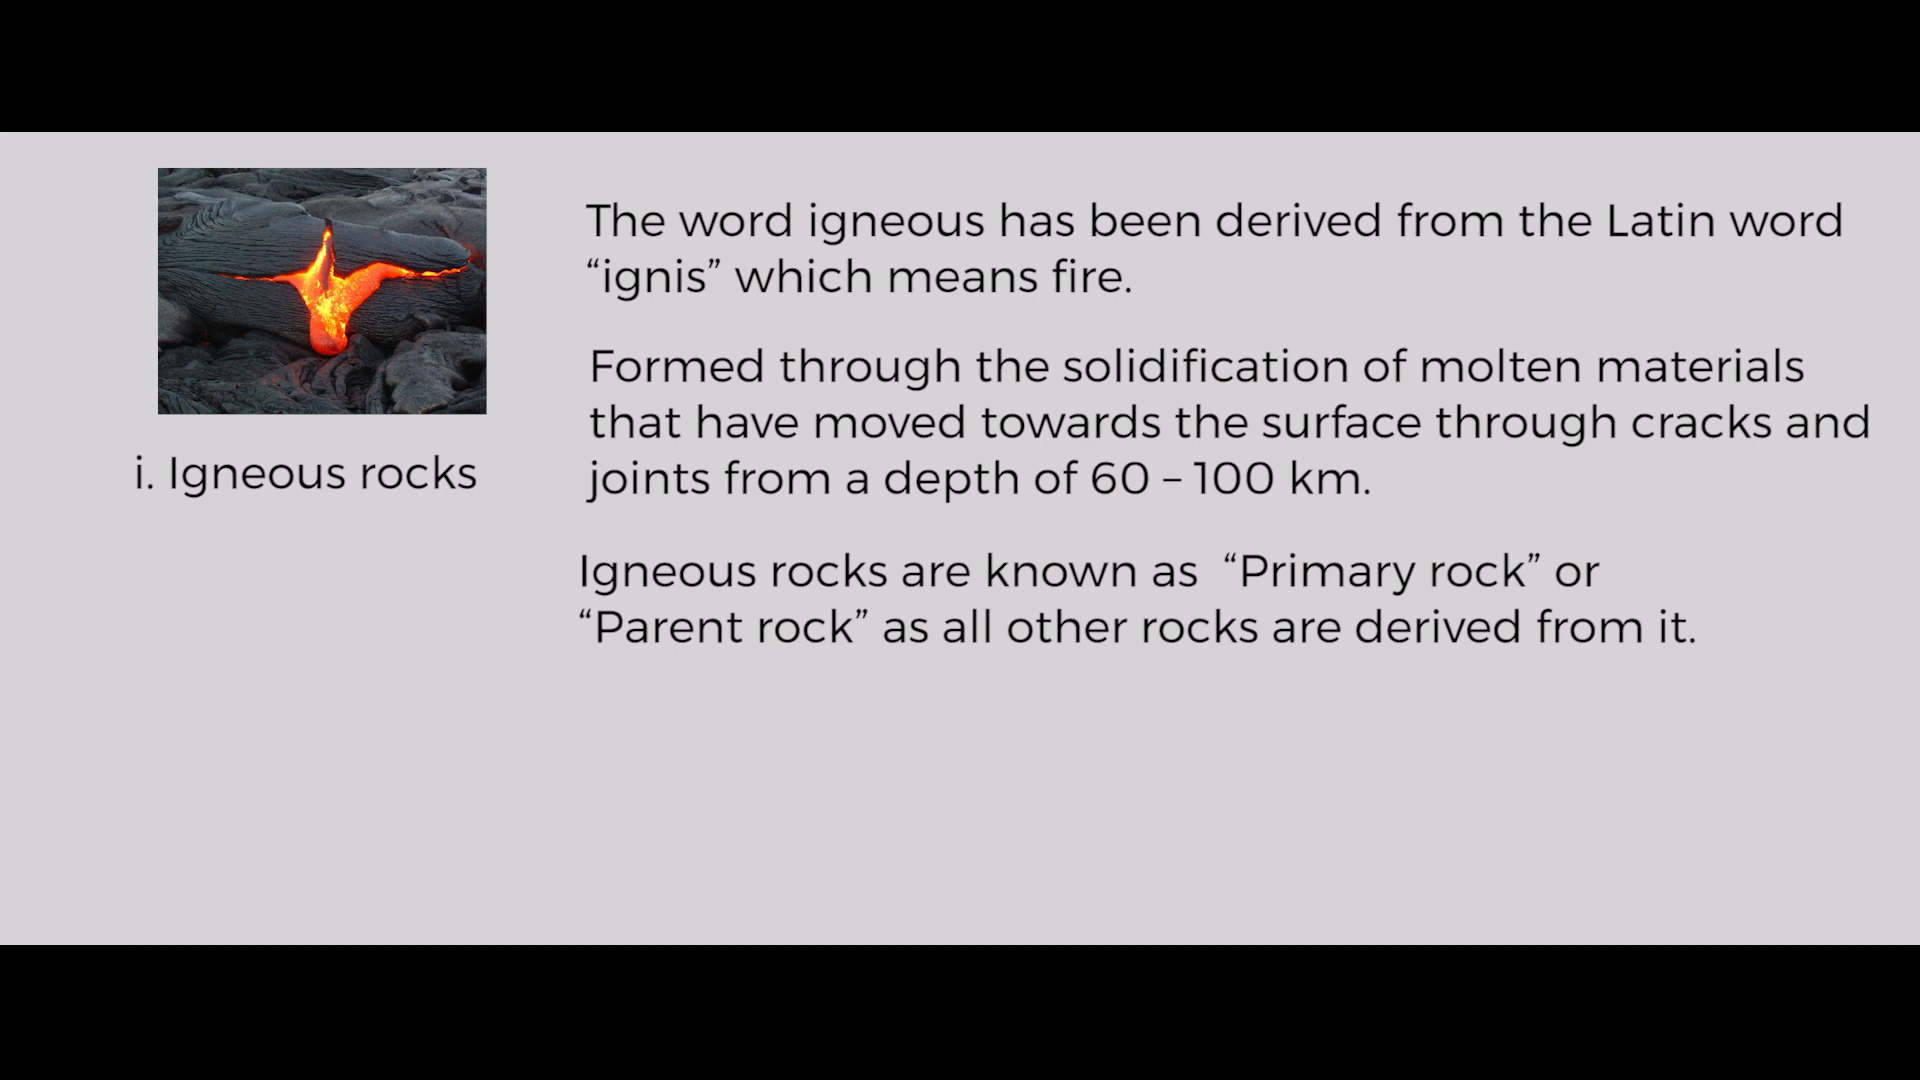 i. Igneous rocks
The word igneous has been derived from the Latin word
“ignis” which means fire.
Formed through the solidification of molten materials
that have moved towards the surface through cracks and
joints from a depth of 60 – 100 km.
Igneous rocks are known as  “Primary rock” or
“Parent rock” as all other rocks are derived from it.